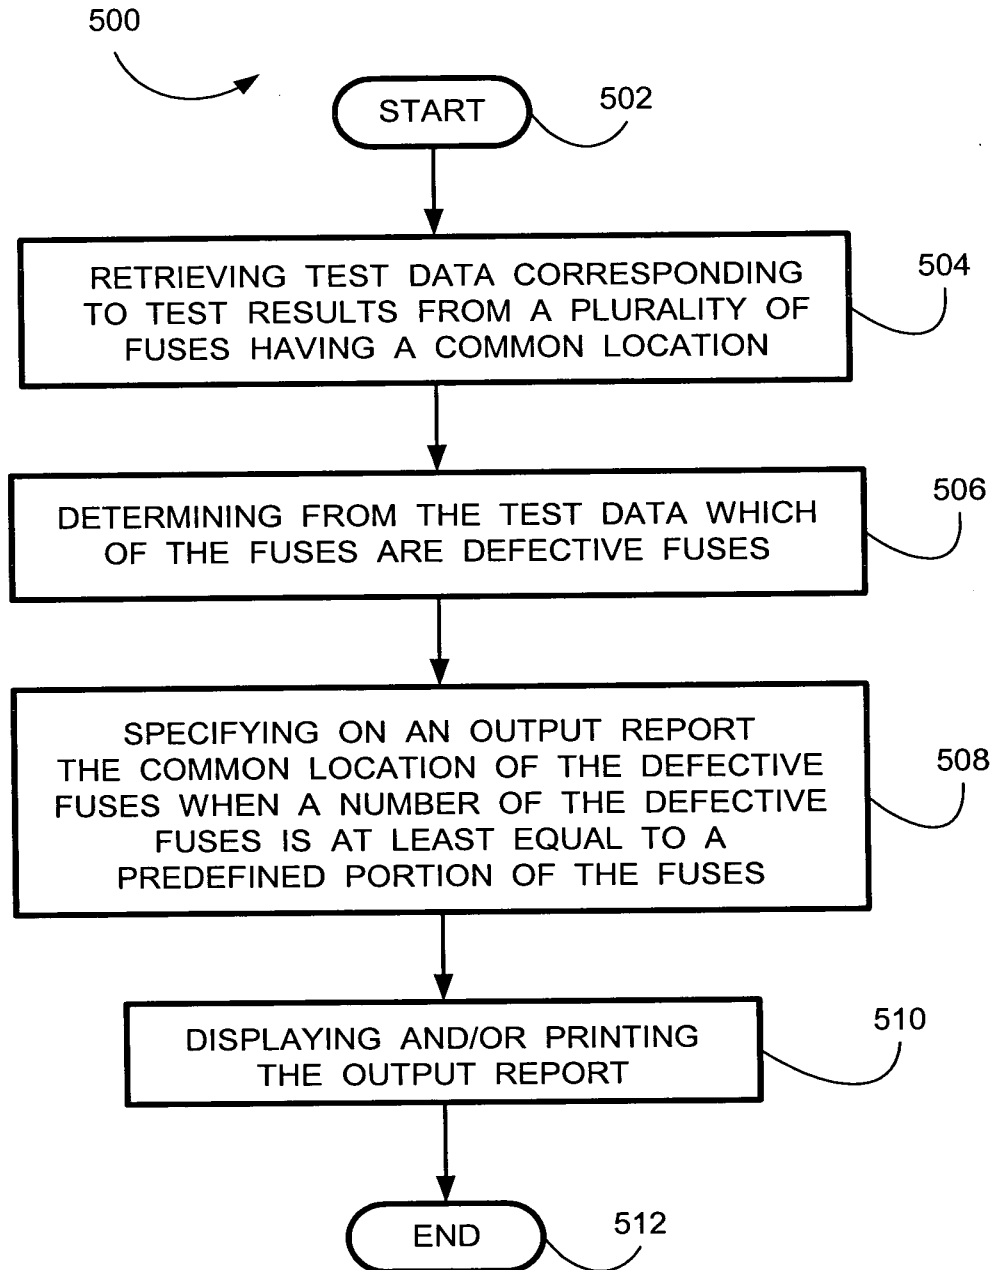 500
START
502
RETRIEVING TEST DATA CORRESPONDING
TO TEST RESULTS FROM A PLURALITY OF
FUSES HAVING A COMMON LOCATION
504
DETERMINING FROM THE TEST DATA WHICH
OF THE FUSES ARE DEFECTIVE FUSES
506
SPECIFYING ON AN OUTPUT REPORT
THE COMMON LOCATION OF THE DEFECTIVE
FUSES WHEN A NUMBER OF THE DEFECTIVE
FUSES IS AT LEAST EQUAL TO A
PREDEFINED PORTION OF THE FUSES
508
DISPLAYING AND/OR PRINTING
THE OUTPUT REPORT
510
END
512